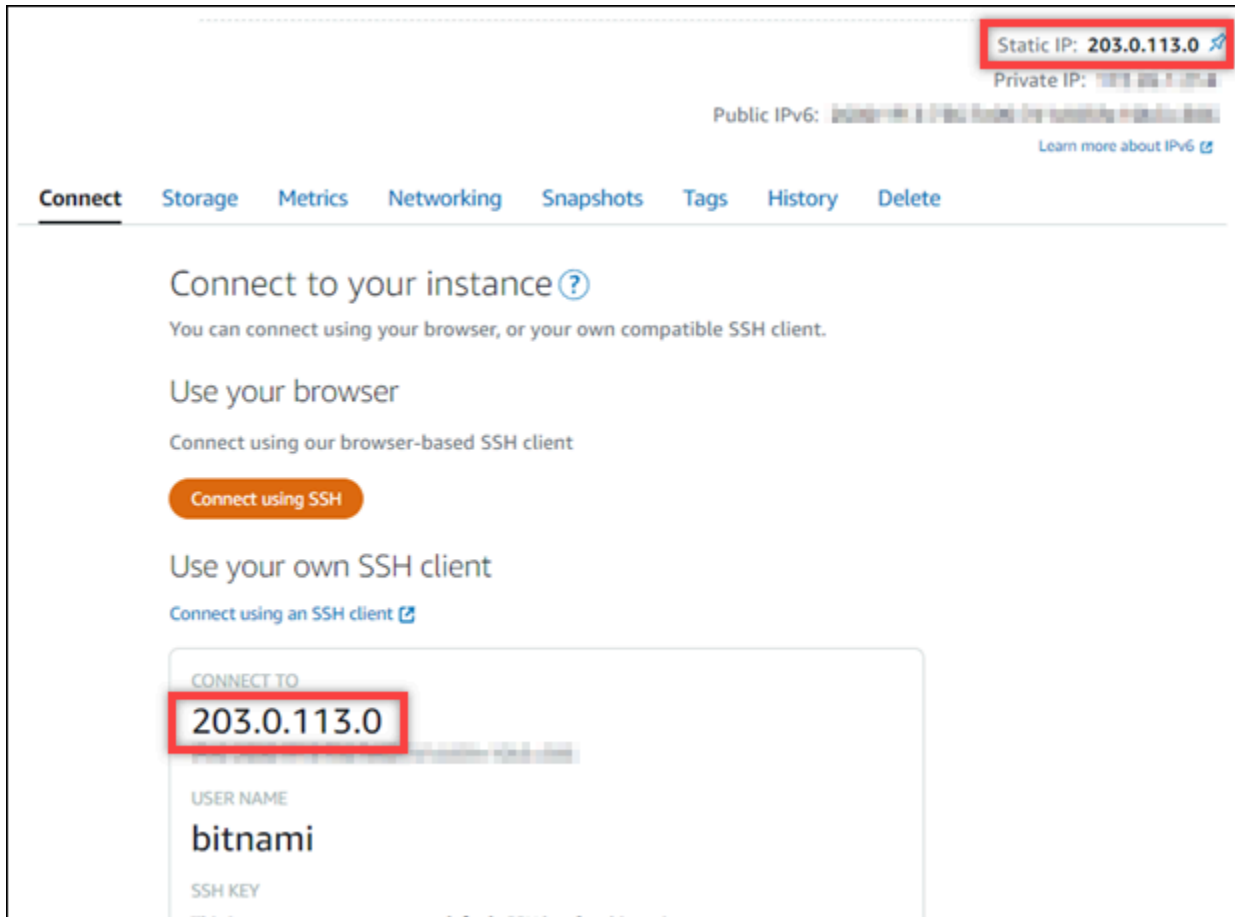 Static IP: 203.0.113.0
Private IP:
Public IPv6:
Learn more about IPv6
Connect Storage Metrics Networking Snapshots Tags History Delete
Connect to your instance ?
You can connect using your browser, or your own compatible SSH client.
Use your browser
Connect using our browser-based SSH client
Connect using SSH
Use your own SSH client
Connect using an SSH client
CONNECT TO
203.0.113.0
USER NAME
bitnami
SSH KEY